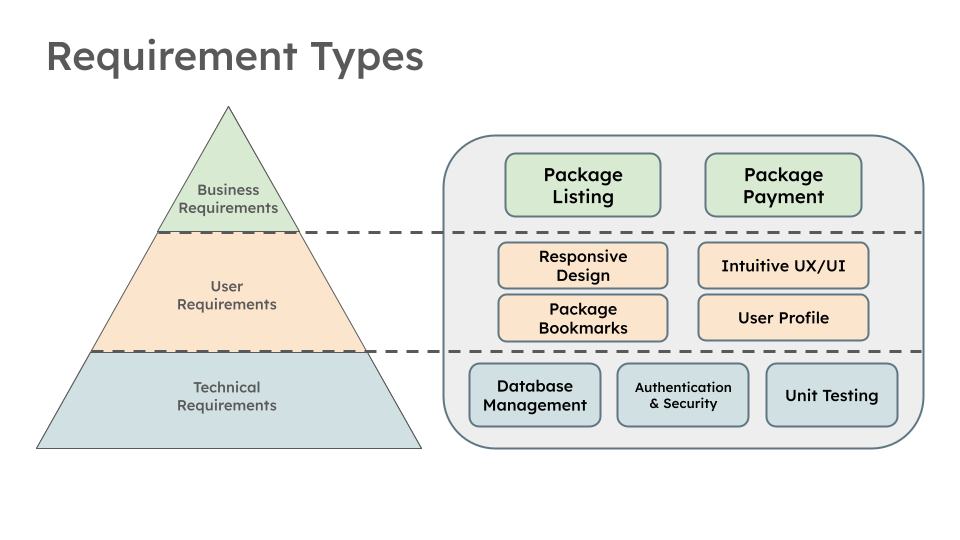 Requirement Types
Business
Requirements
User
Requirements
Technical
Requirements
Package
Listing
Package
Payment
Responsive
Design
Intuitive UX/UI
Package
Bookmarks
User Profile
Database
Management
Authentication
& Security
Unit Testing